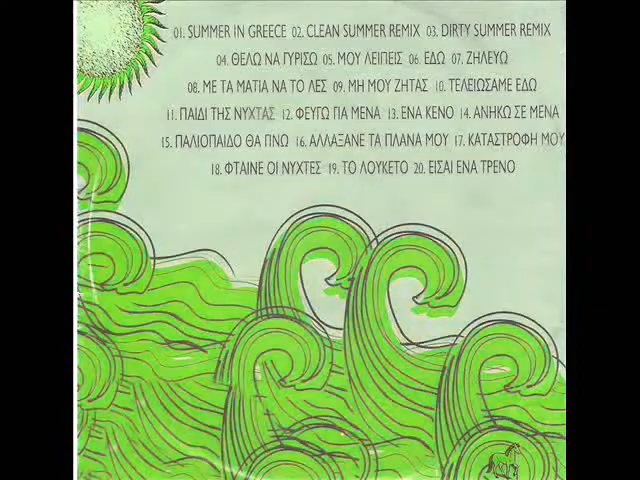 01. SUMMER IN GREECE 02. CLEAN SUMMER REMIX 03. DIRTY SUMMER REMIX
04. ΘΕΛΩ ΝΑ ΓΥΡΙΣΩ 05. ΜΟΥ ΛΕΙΠΕΙΣ 06. ΕΔΩ 07. ΖΗΛΕΥΩ
08. ΜΕ ΤΑ ΜΑΤΙΑ ΝΑ ΤΟ ΛΕΣ 09. ΜΗ ΜΟΥ ΖΗΤΑΣ 10. ΤΕΛΕΙΩΣΑΜΕ ΕΔΩ
11. ΠΑΙΔΙ ΤΗΣ ΝΥΧΤΑΣ 12. ΦΕΥΓΩ ΓΙΑ ΜΕΝΑ 13. ΕΝΑ ΚΕΝΟ 14. ΑΝΗΚΩ ΣΕ ΜΕΝΑ
15. ΠΑΛΙΟΠΑΙΔΟ ΘΑ ΓΙΝΩ 16. ΑΛΛΑΞΑΝΕ ΤΑ ΠΛΑΝΑ ΜΟΥ 17. ΚΑΤΑΣΤΡΟΦΗ ΜΟΥ
18. ΦΤΑΙΝΕ ΟΙ ΝΥΧΤΕΣ 19. ΤΟ ΛΟΥΚΕΤΟ 20. ΕΙΣΑΙ ΕΝΑ ΤΡΕΝΟ